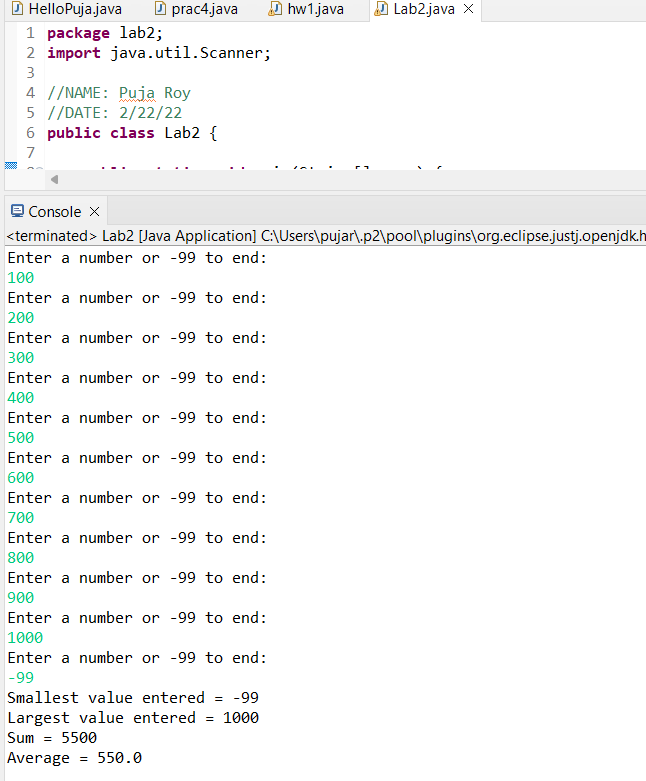 HelloPuja.java prac4.java hw1.java Lab2.java
1 package lab2;
2 import java.util.Scanner;
3
4 //NAME: Puja Roy
5 //DATE: 2/22/22
6 public class Lab2 {
7
Console
<terminated> Lab2 [Java Application] C:\Users\pujar\.p2\pool\plugins\org.eclipse.justj.openjdk.h
Enter a number or -99 to end:
100
Enter a number or -99 to end:
200
Enter a number or -99 to end:
300
Enter a number or -99 to end:
400
Enter a number or -99 to end:
500
Enter a number or -99 to end:
600
Enter a number or -99 to end:
700
Enter a number or -99 to end:
800
Enter a number or -99 to end:
900
Enter a number or -99 to end:
1000
Enter a number or -99 to end:
-99
Smallest value entered = -99
Largest value entered = 1000
Sum = 5500
Average = 550.0